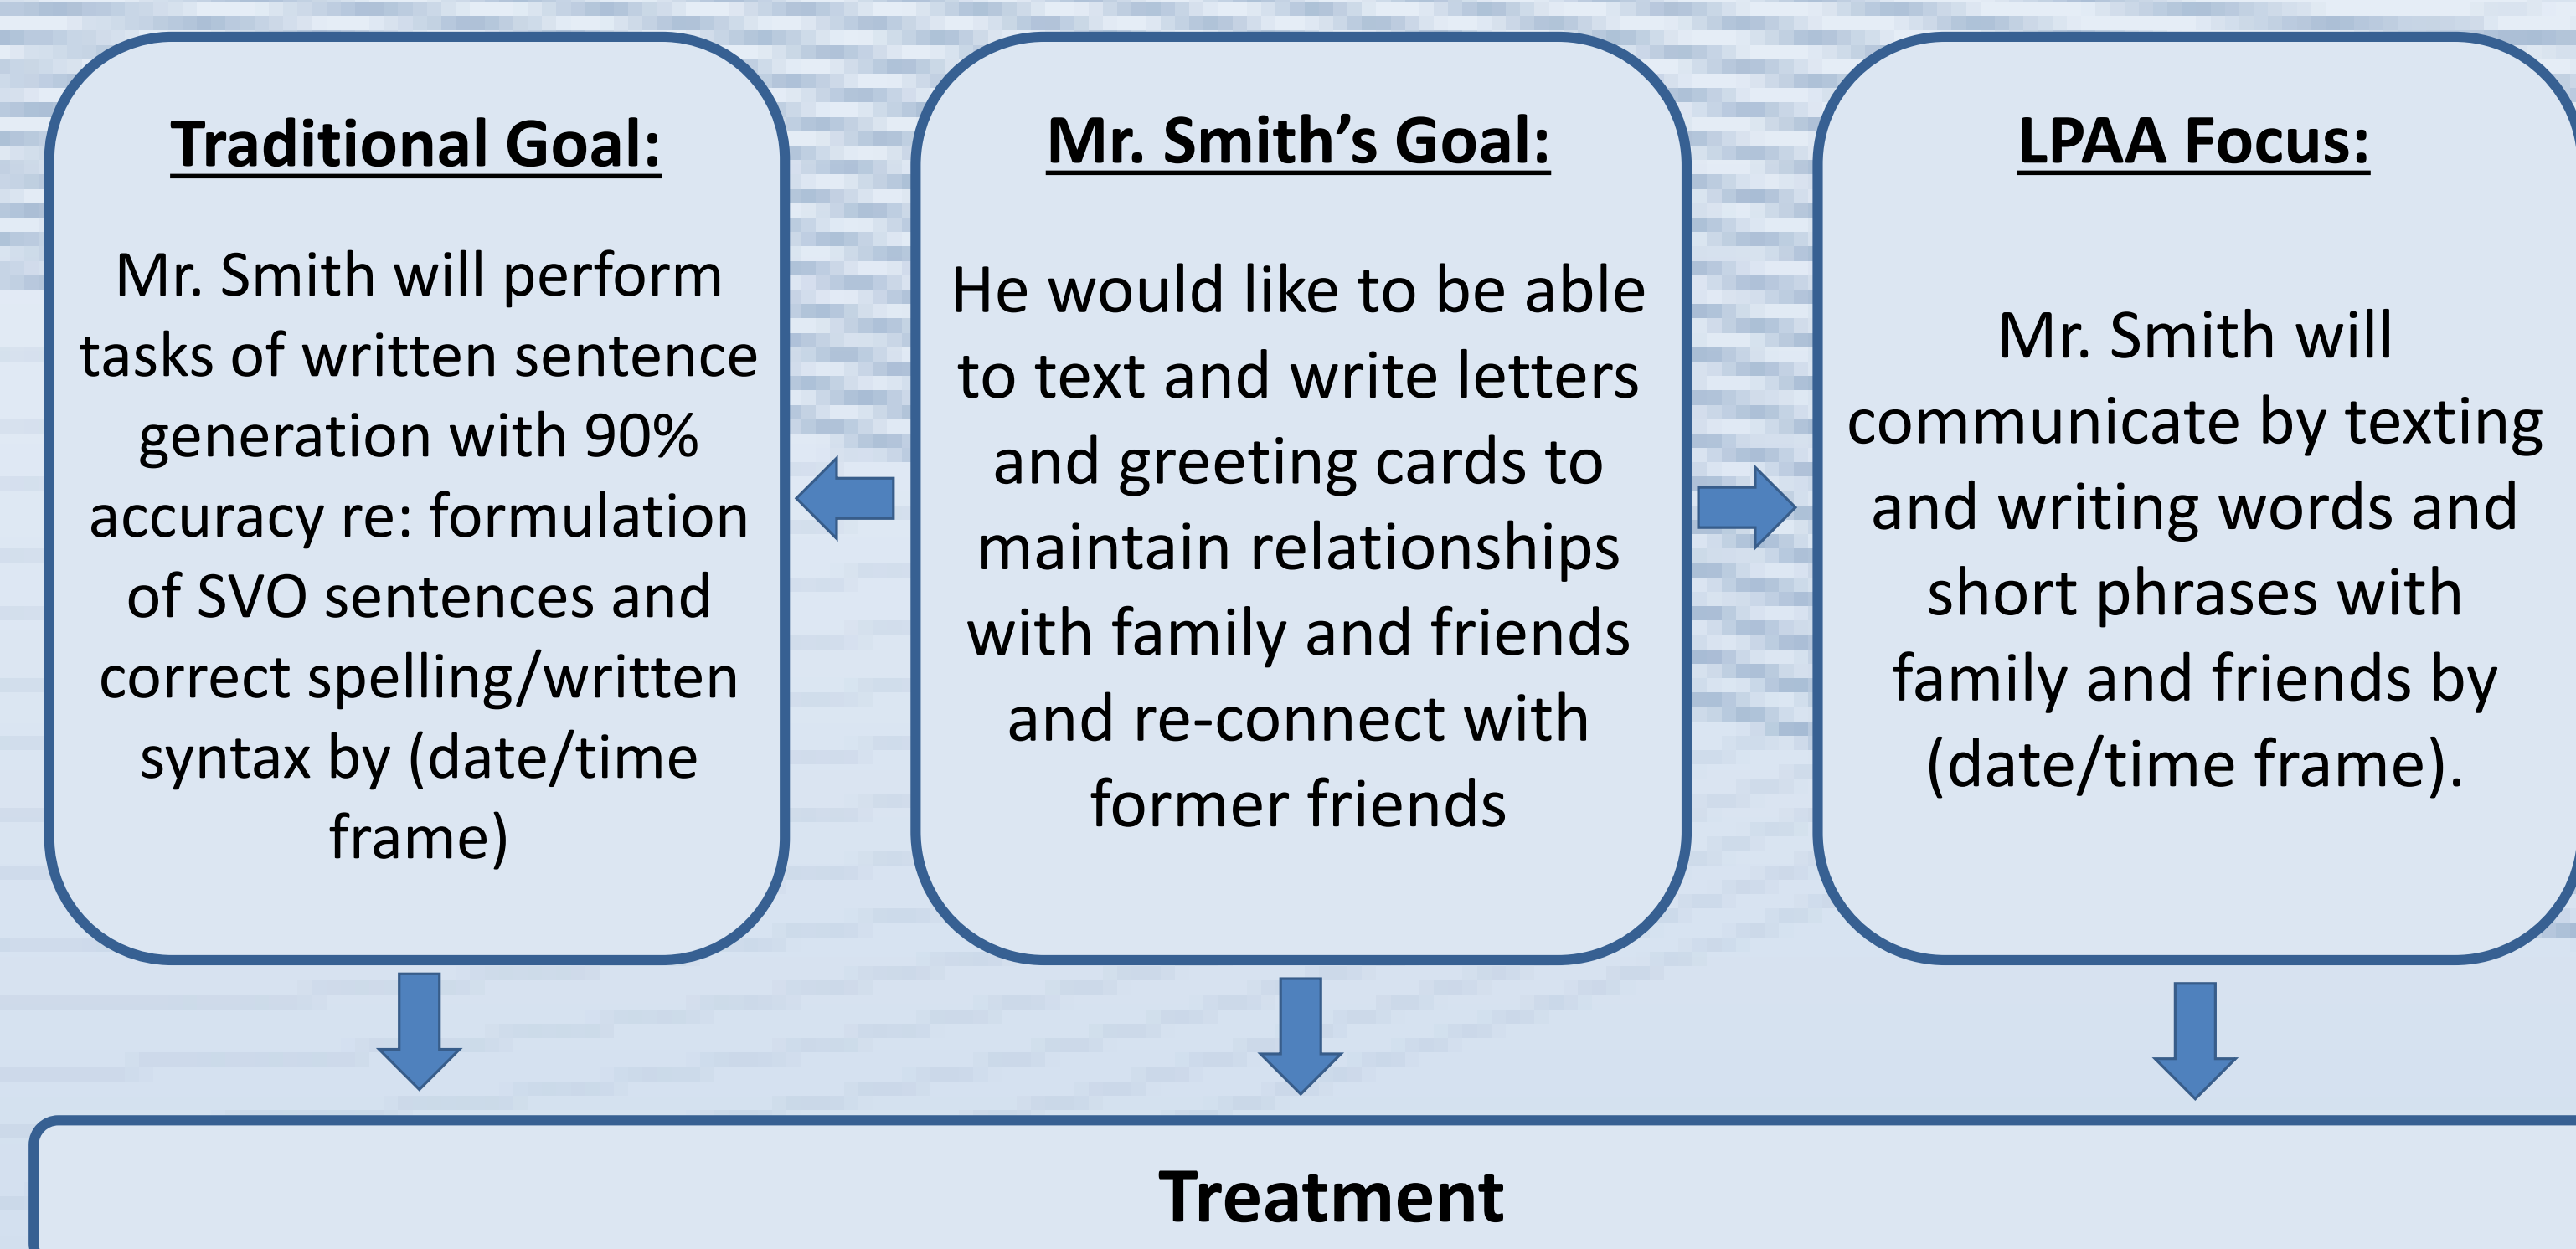 Traditional Goal:
Mr. Smith will perform
tasks of written sentence
generation with 90%
accuracy re: formulation
of SVO sentences and
correct spelling/written
syntax by (date/time
frame)
Mr. Smith’s Goal:
He would like to be able
to text and write letters
and greeting cards to
maintain relationships
with family and friends
and re-connect with
former friends
LPAA Focus:
Mr. Smith will
communicate by texting
and writing words and
short phrases with
family and friends by
(date/time frame).
Treatment